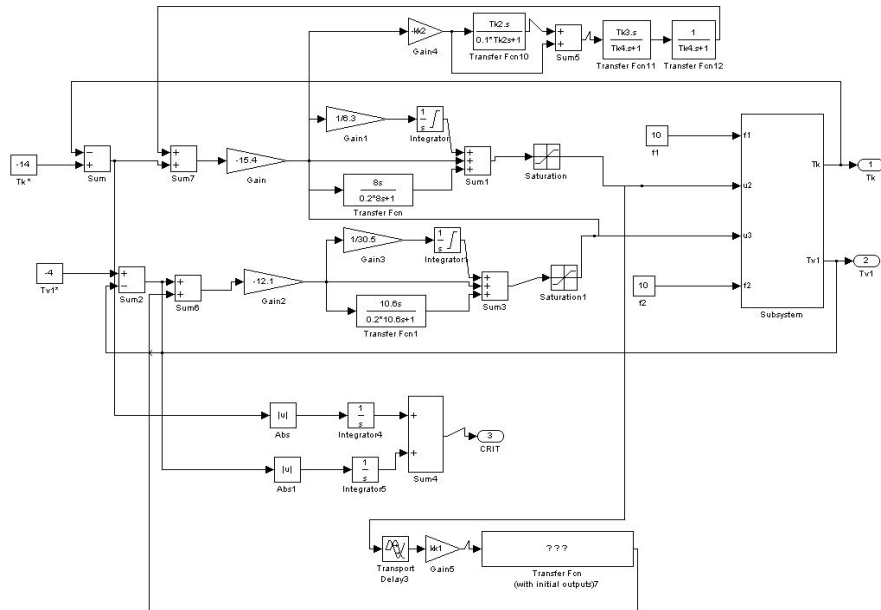 -kk2
Gain4
Tk2.s
0.1*Tk2s+1
Transfer Fcn10
+
+
Sum5
Tk3.s
Tk4.s+1
Transfer Fcn11
1
Tk4.s+1
Transfer Fcn12
-14
Tk*
−
+
Sum
+
+
Sum7
-15.4
Gain
1/6.3
Gain1
1
s
Integrator
8s
0.2*8s+1
Transfer Fcn
+
+
+
Sum1
Saturation
10
f1
f1
u2
u3
f2
Tk
Tv1
Subsystem
1
Tk
2
Tv1
10
f2
-4
Tv1*
+
−
Sum2
+
+
Sum6
-12.1
Gain2
1/30.5
Gain3
1
s
Integrator
10.6s
0.2*10.6s+1
Transfer Fcn1
+
+
+
Sum3
Saturation1
|u|
Abs
1
s
Integrator4
|u|
Abs1
1
s
Integrator5
+
+
Sum4
3
CRIT
Transport
Delay3
kk1
Gain5
???
Transfer Fcn
(with initial outputs)7